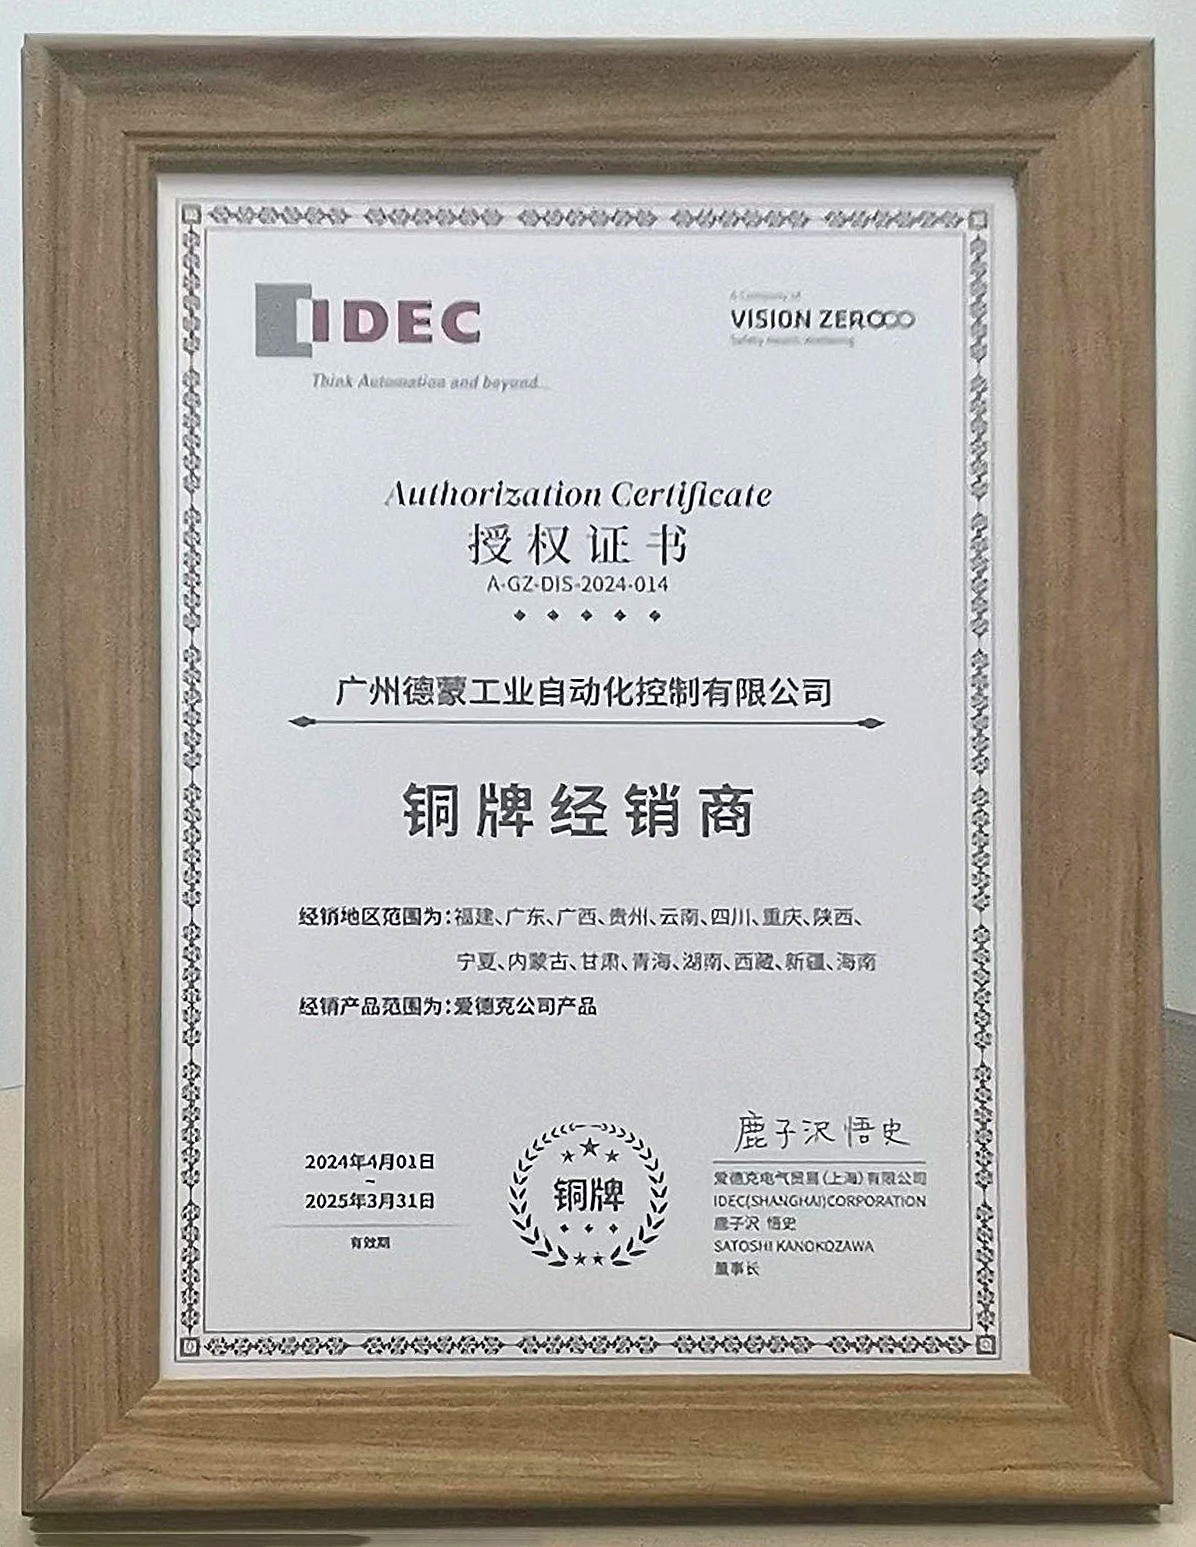 IDEC
Think Automation and beyond...
A Company of
VISION ZERO
Safety Health Wellbeing
Authorization Certificate
授权证书
A-GZ-DIS-2024-014
广州德蒙工业自动化控制有限公司
铜牌经销商
经销地区范围为：福建、广东、广西、贵州、云南、四川、重庆、陕西、
宁夏、内蒙古、甘肃、青海、湖南、西藏、新疆、海南
经销产品范围为：爱德克公司产品
2024年4月01日
~
2025年3月31日
有效期
铜牌
鹿子沢 悟史
爱德克电气贸易（上海）有限公司
IDEC(SHANGHAI)CORPORATION
鹿子沢 悟史
SATOSHI KANOKOZAWA
董事长